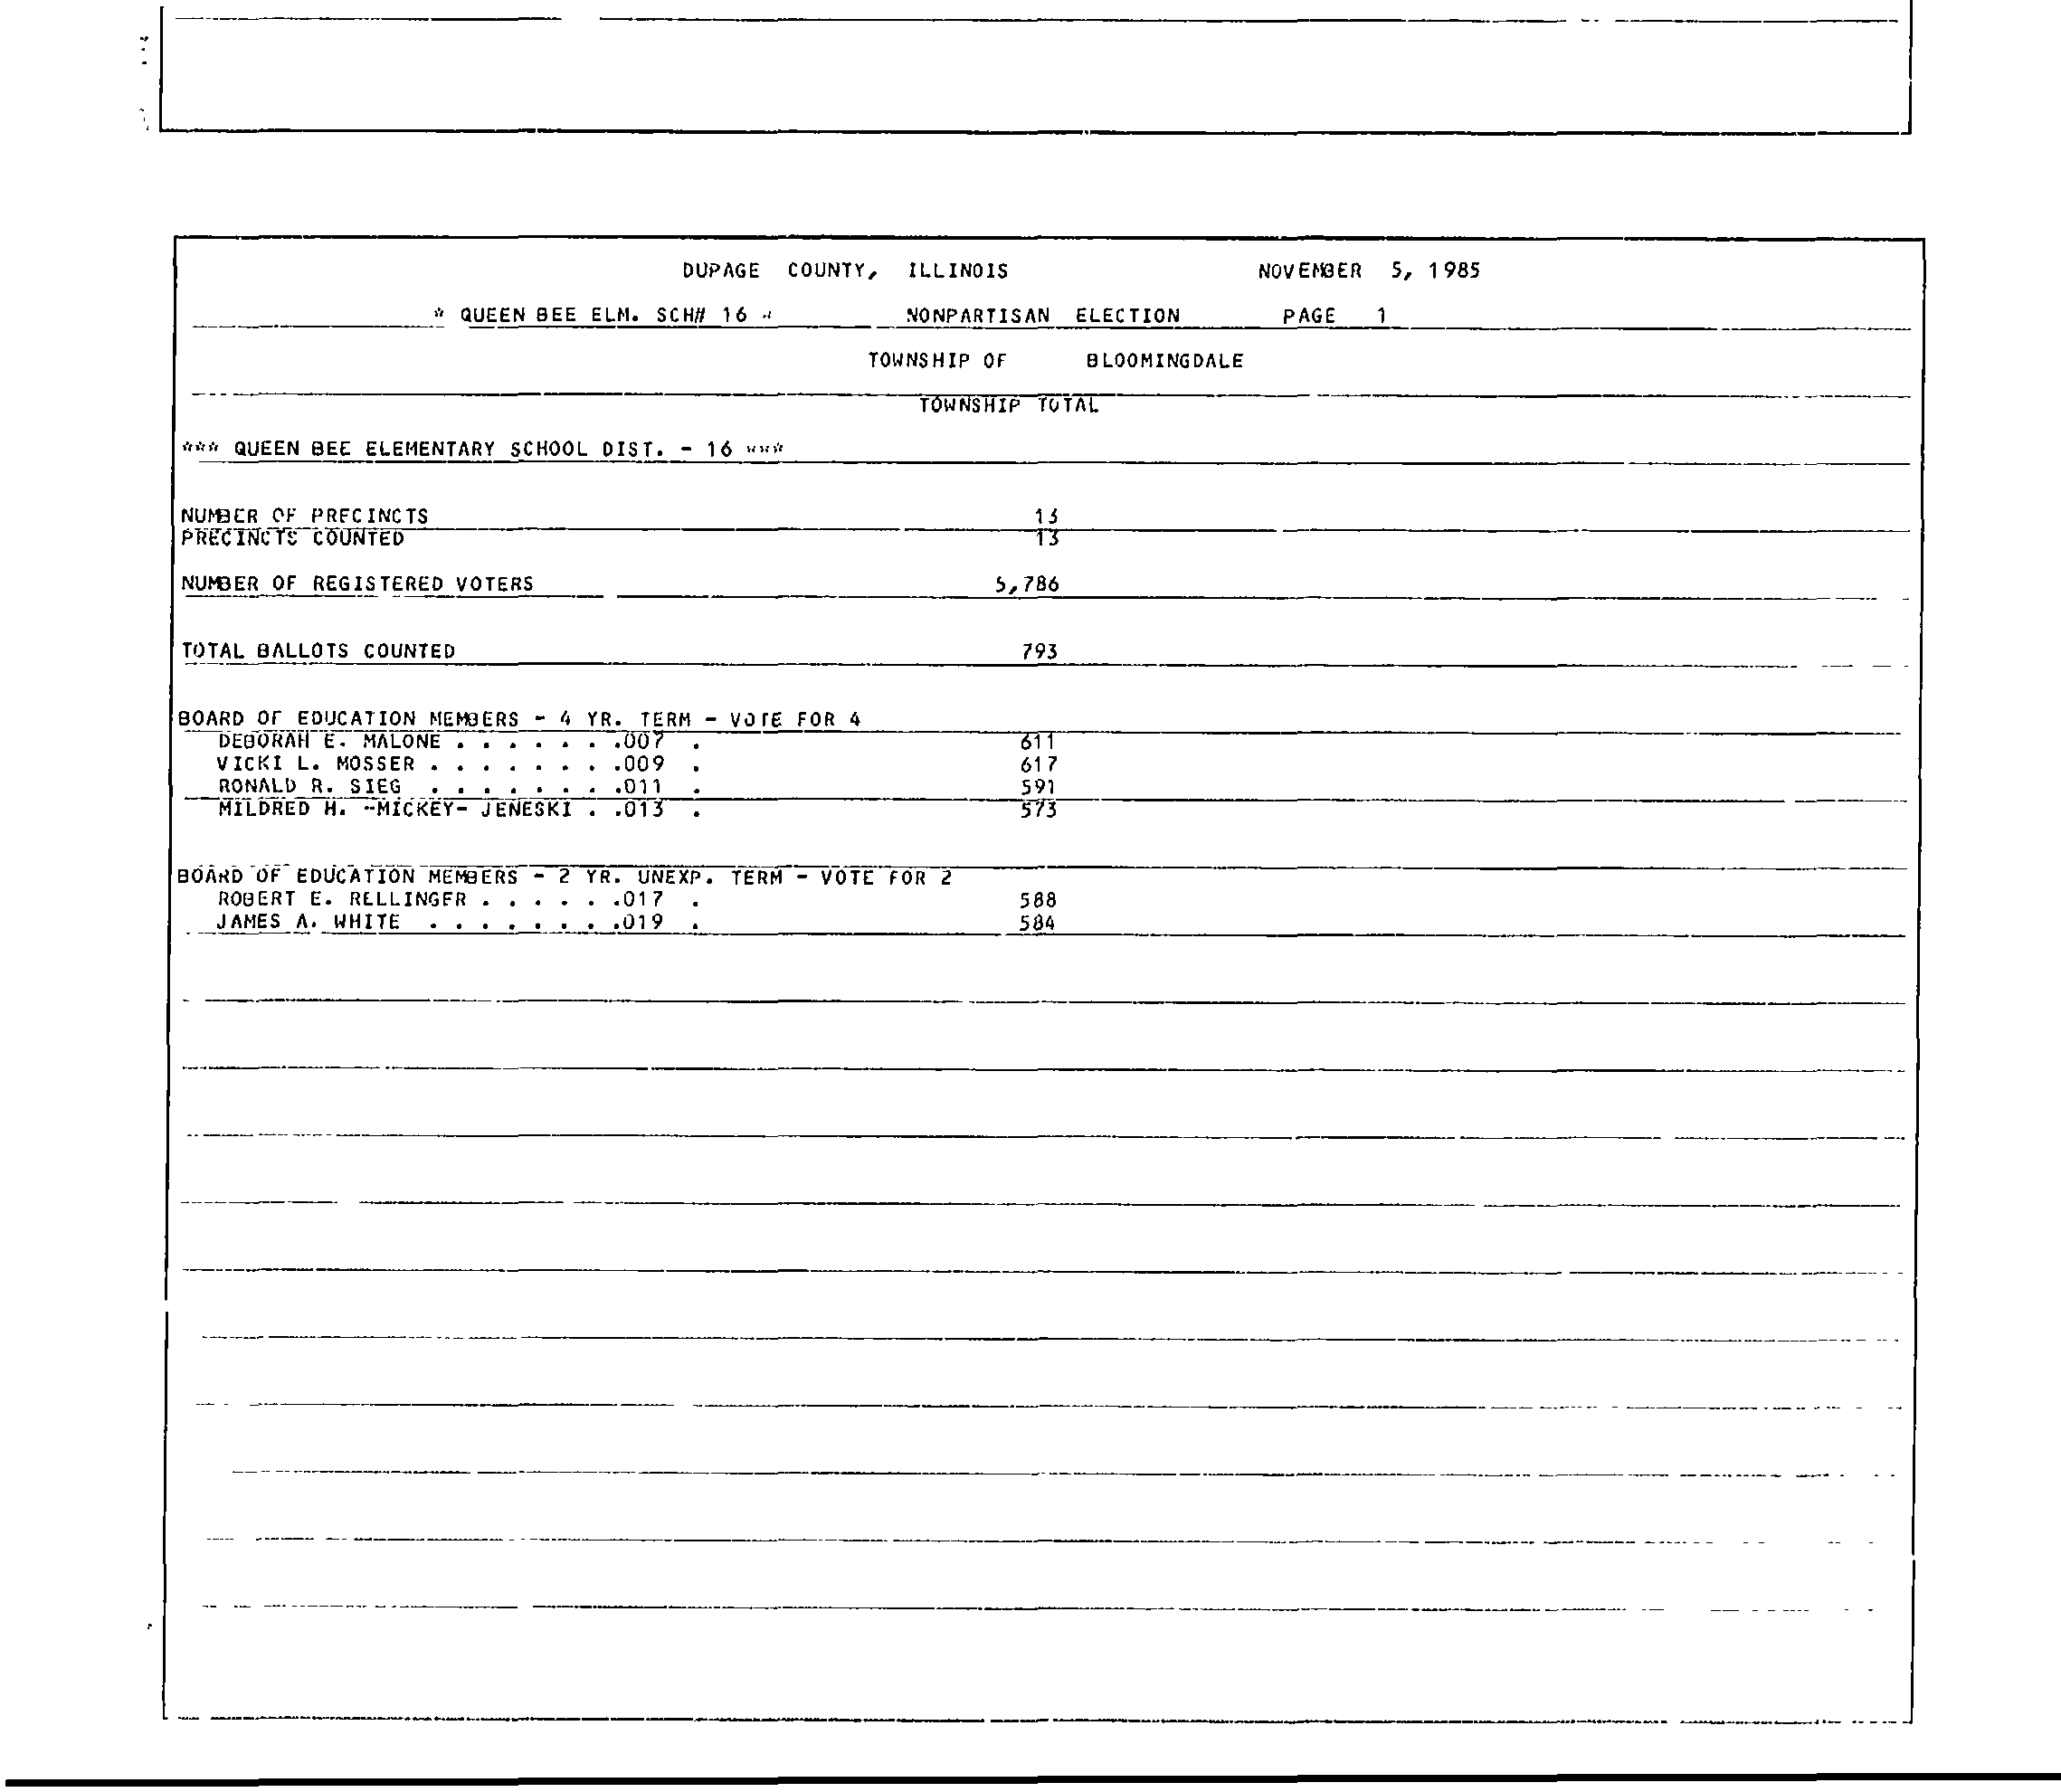 DUPAGE COUNTY, ILLINOIS NOVEMBER 5, 1985
* QUEEN BEE ELM. SCH# 16 * NONPARTISAN ELECTION PAGE 1
TOWNSHIP OF BLOOMINGDALE
TOWNSHIP TOTAL
*** QUEEN BEE ELEMENTARY SCHOOL DIST. - 16 ***
NUMBER OF PRECINCTS 13
PRECINCTS COUNTED 13
NUMBER OF REGISTERED VOTERS 5,786
TOTAL BALLOTS COUNTED 793
BOARD OF EDUCATION MEMBERS - 4 YR. TERM - VOTE FOR 4
DEBORAH E. MALONE . . . . . . .007 . 611
VICKI L. MOSSER . . . . . . . .009 . 617
RONALD R. SIEG . . . . . . . .011 . 591
MILDRED H. -MICKEY- JENESKI . .013 . 573
BOARD OF EDUCATION MEMBERS - 2 YR. UNEXP. TERM - VOTE FOR 2
ROBERT E. RELLINGER . . . . . .017 . 588
JAMES A. WHITE . . . . . . . .019 . 584